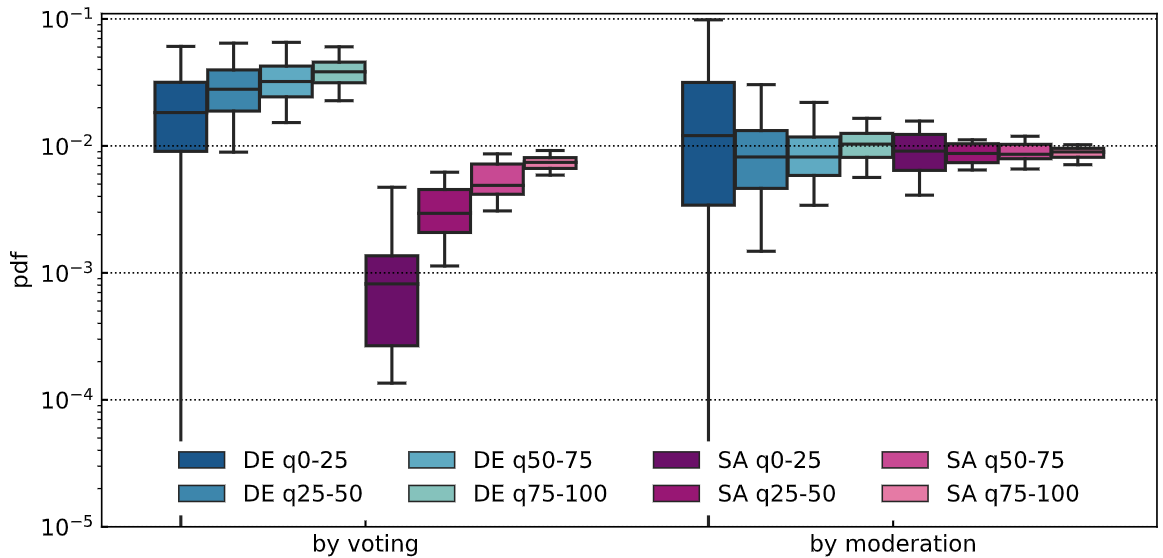 pdf
10⁻¹
10⁻²
10⁻³
10⁻⁴
10⁻⁵
DE q0-25 DE q50-75 SA q0-25 SA q50-75
DE q25-50 DE q75-100 SA q25-50 SA q75-100
by voting by moderation